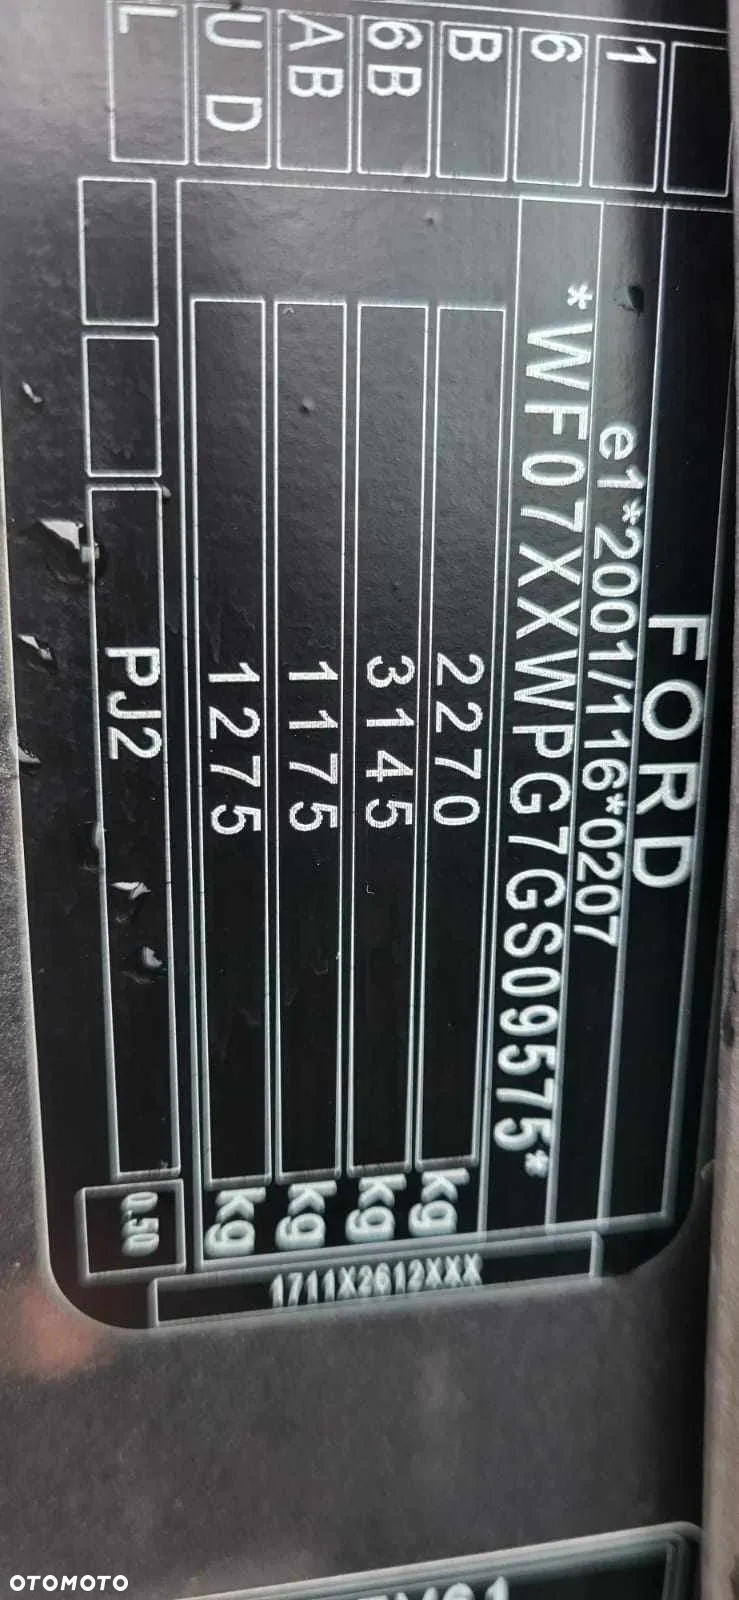 FORD
1
e1*2001/116*0207
6
*WF07XXWPG7GS09575*
B
2270 kg
6B
3145 kg
AB
1175 kg
UD
1275 kg
L
PJ2
0.50
1711X2612XXX
OTOMOTO